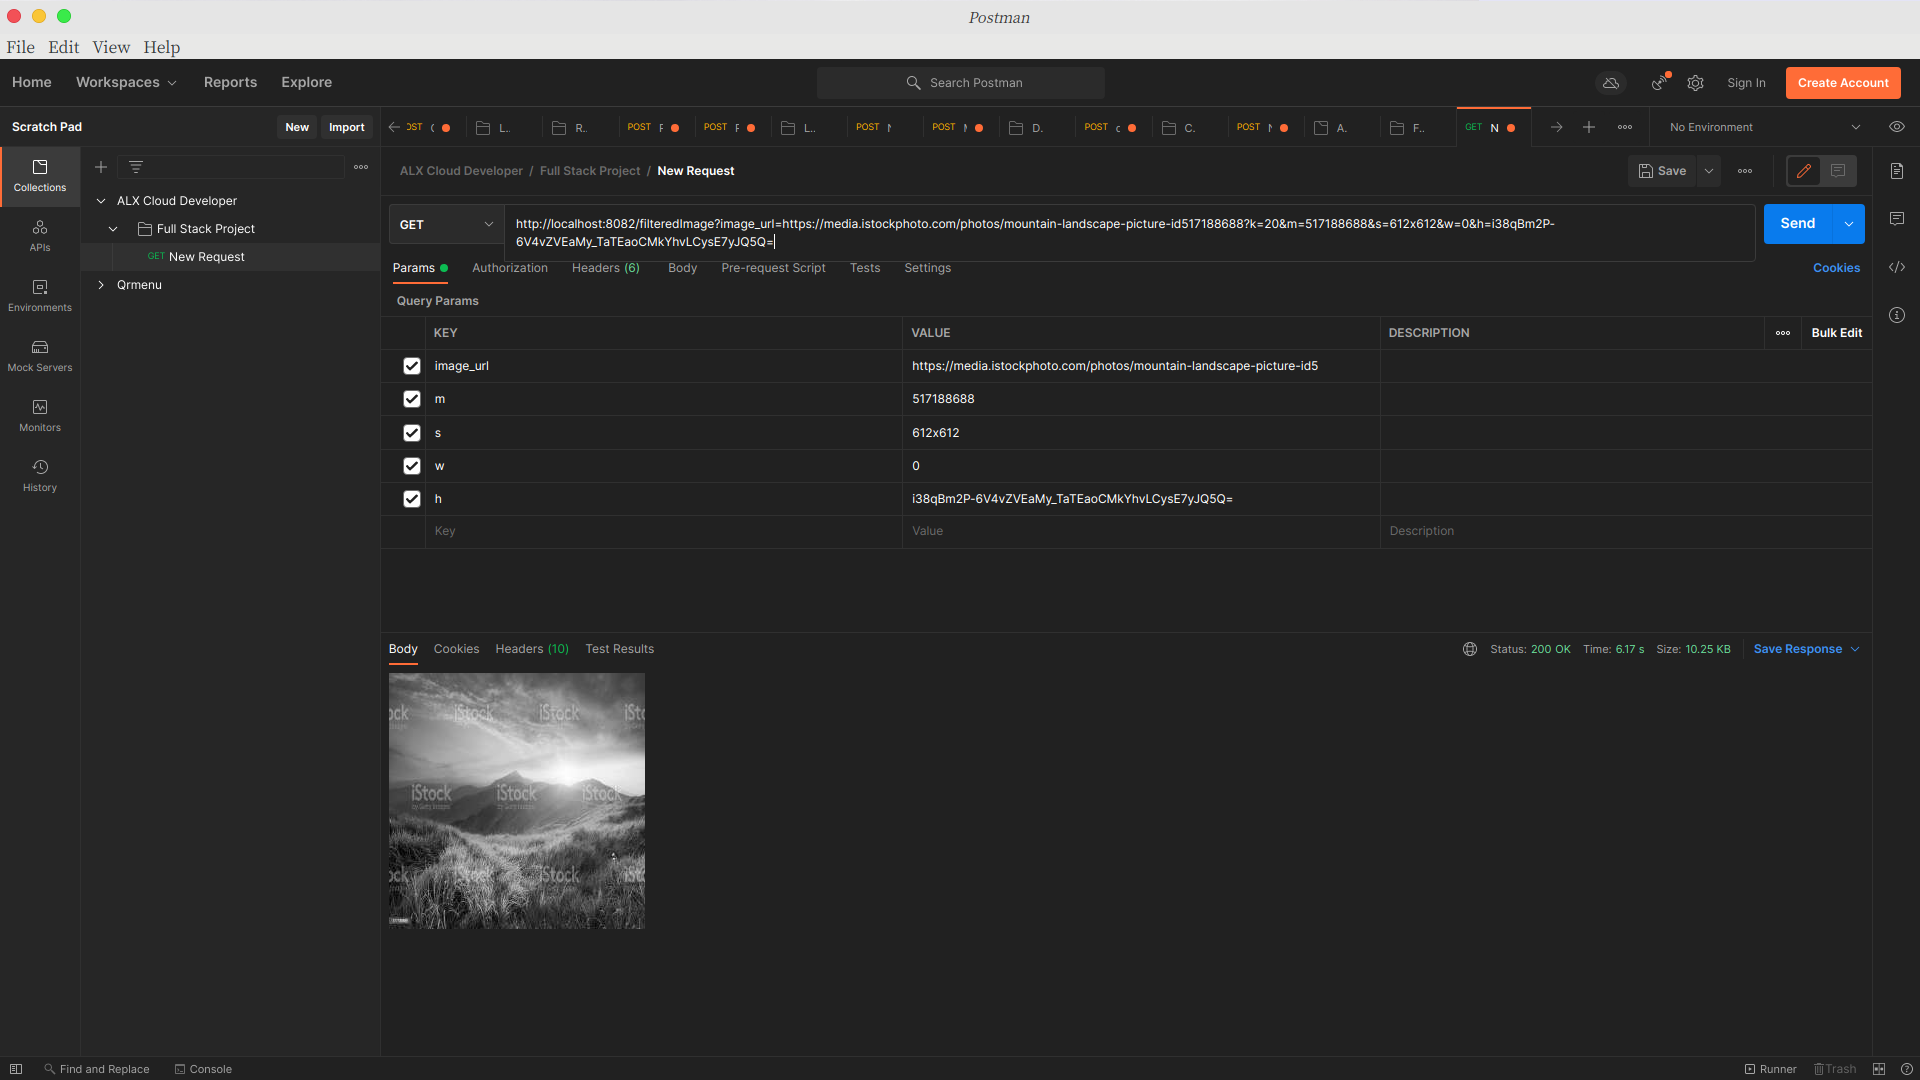 Postman
File Edit View Help
Home Workspaces Reports Explore
Search Postman
Sign In Create Account
Scratch Pad New Import
OST L.. R.. POST F POST F L.. POST POST D. POST c C. POST A. F.. GET N
No Environment
Collections
APIs
Environments
Mock Servers
Monitors
History
ALX Cloud Developer
Full Stack Project
GET New Request
Qrmenu
ALX Cloud Developer / Full Stack Project / New Request
Save
GET
http://localhost:8082/filteredImage?image_url=https://media.istockphoto.com/photos/mountain-landscape-picture-id517188688?k=20&m=517188688&s=612x612&w=0&h=i38qBm2P-
6V4vZVEaMy_TaTEaoCMkYhvLCysE7yJQ5Q=
Send
Params Authorization Headers (6) Body Pre-request Script Tests Settings Cookies
Query Params
KEY VALUE DESCRIPTION Bulk Edit
image_url https://media.istockphoto.com/photos/mountain-landscape-picture-id5
m 517188688
s 612x612
w 0
h i38qBm2P-6V4vZVEaMy_TaTEaoCMkYhvLCysE7yJQ5Q=
Key Value Description
Body Cookies Headers (10) Test Results
Status: 200 OK Time: 6.17 s Size: 10.25 KB Save Response
ock iStock iStock iSt
iStock iStock iStock
by Getty Images
ock iStock iStock iStoc
Find and Replace Console
Runner Trash